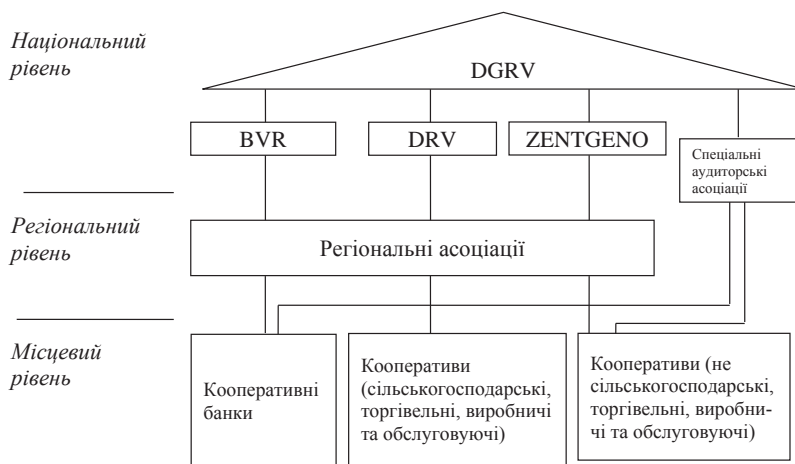 Національний
рівень
DGRV
BVR
DRV
ZENTGENO
Спеціальні
аудиторські
асоціації
Регіональний
рівень
Регіональні асоціації
Місцевий
рівень
Кооперативні
банки
Кооперативи
(сільськогосподарські,
торгівельні, виробничі
та обслуговуючі)
Кооперативи (не
сільськогосподарські,
торгівельні, виробни-
чі та обслуговуючі)